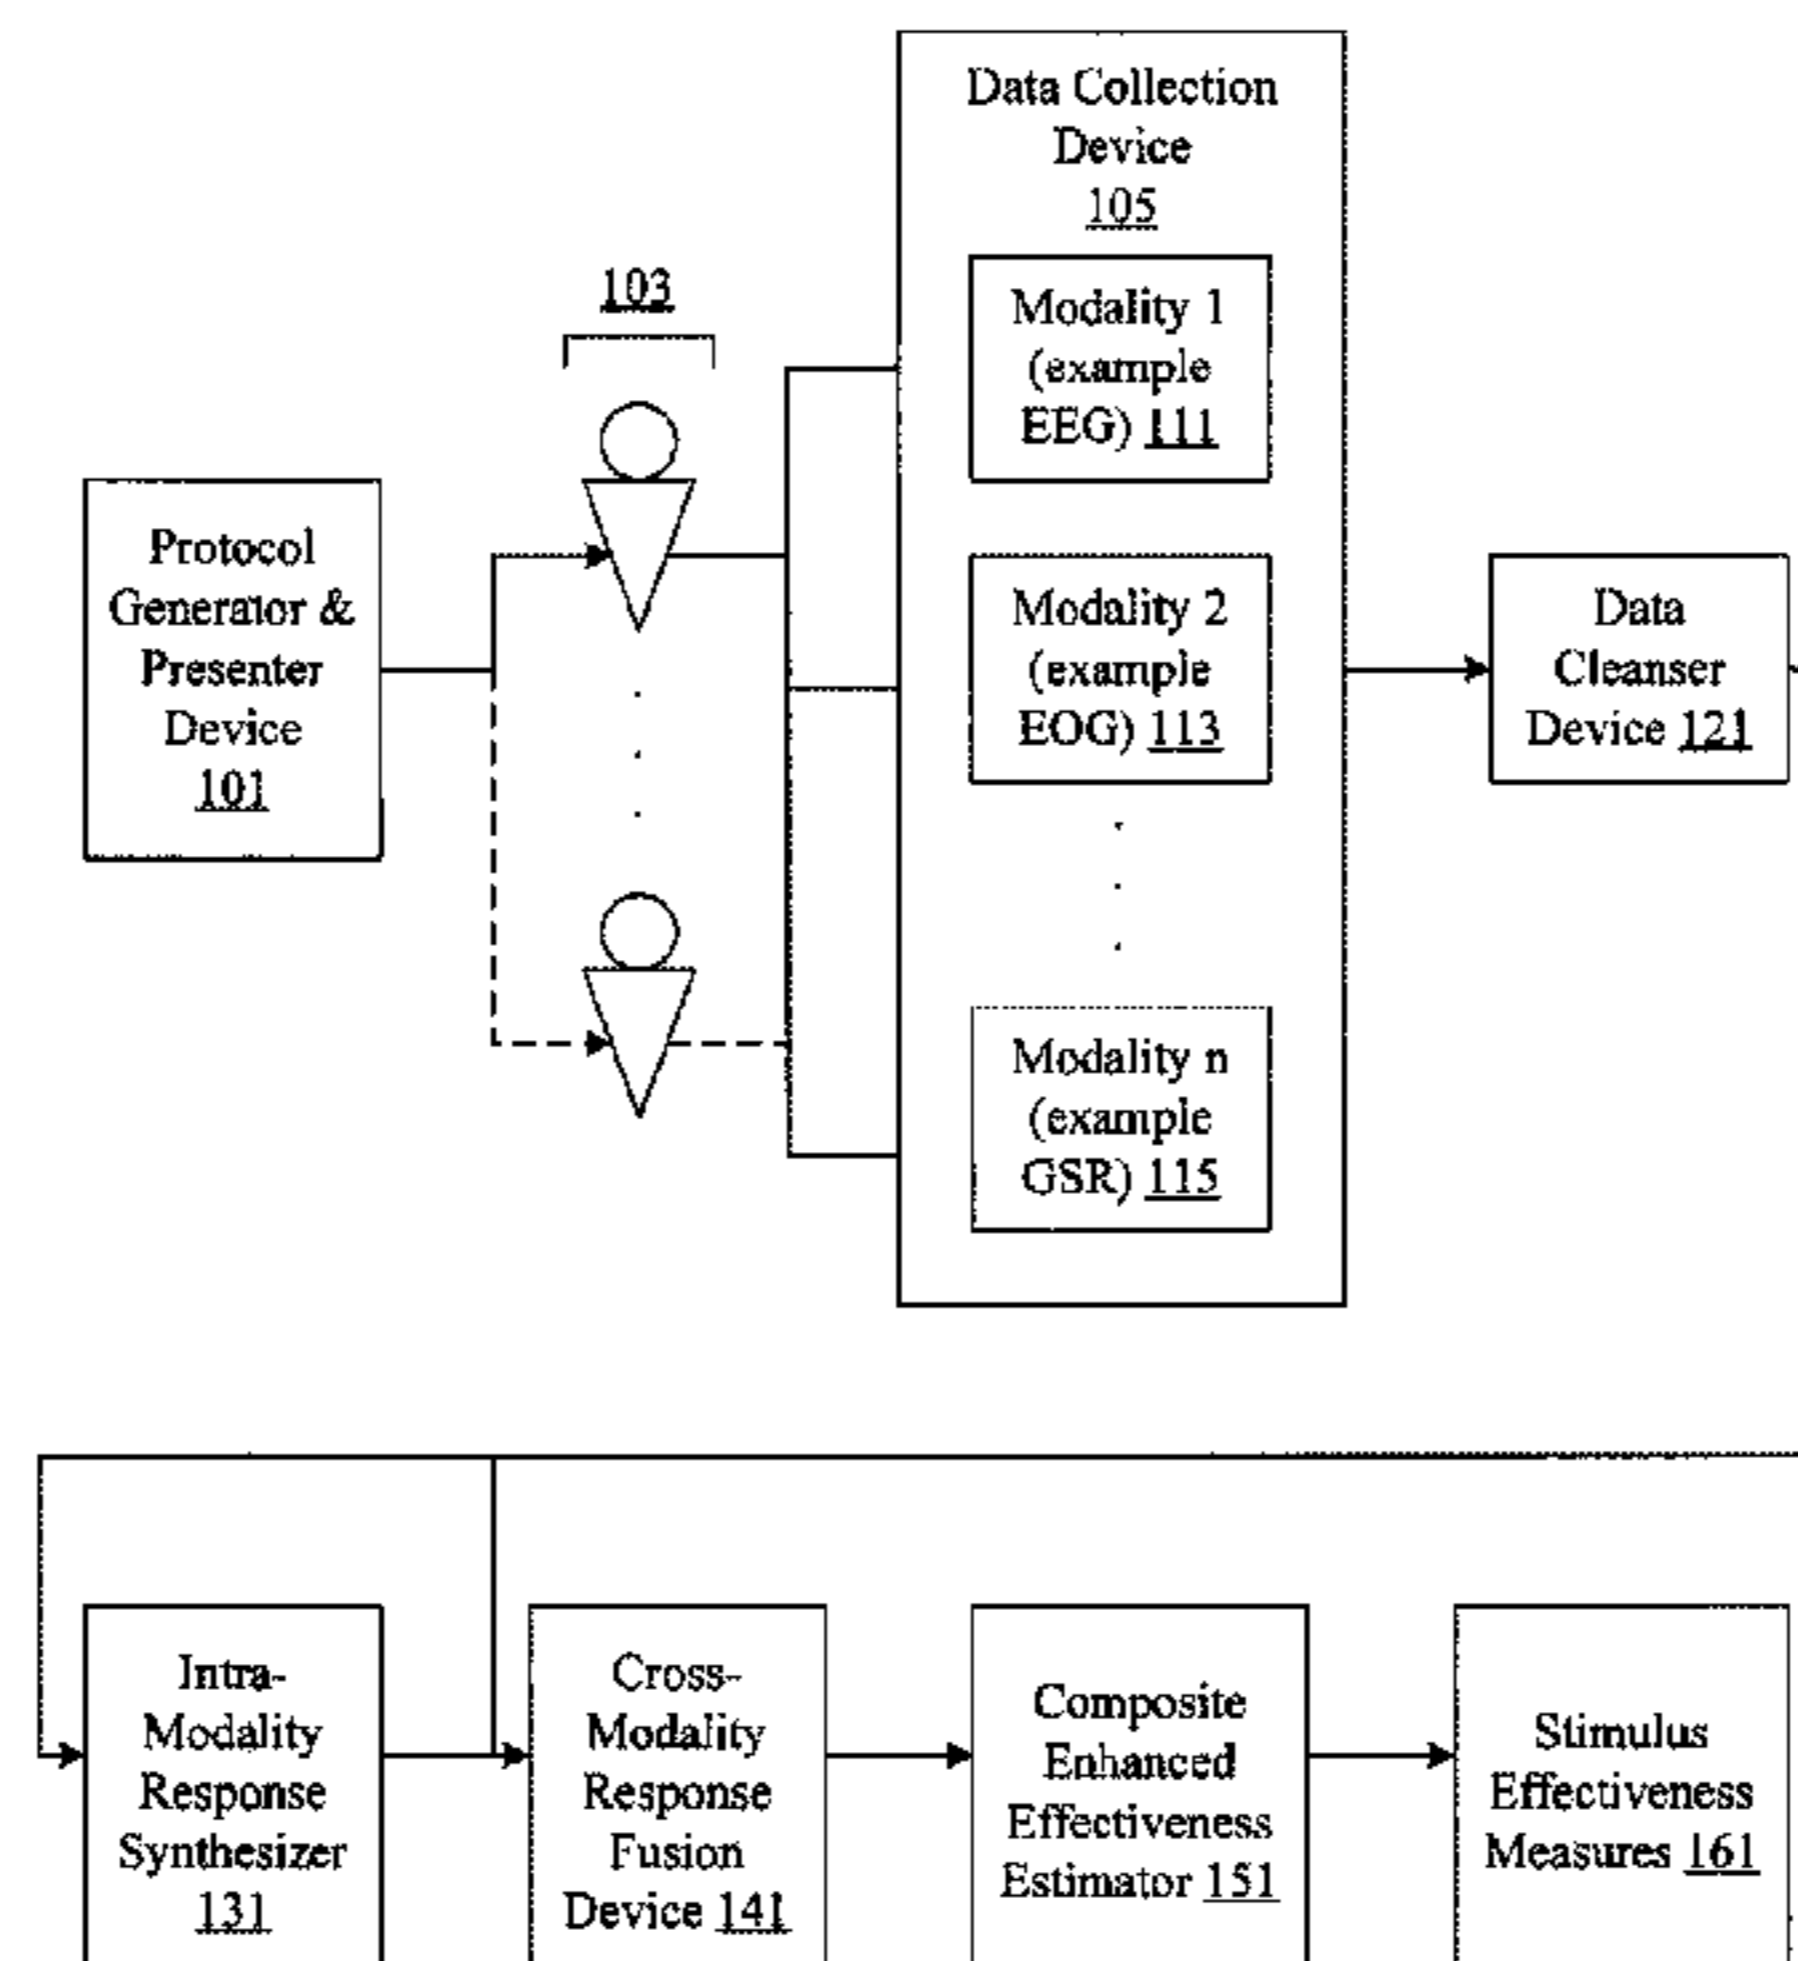 Data Collection
Device
105
103
Modality 1
(example
EEG) 111
Protocol
Generator &
Presenter
Device
101
Modality 2
(example
EOG) 113
Data
Cleanser
Device 121
Modality n
(example
GSR) 115
Intra-
Modality
Response
Synthesizer
131
Cross-
Modality
Response
Fusion
Device 141
Composite
Enhanced
Effectiveness
Estimator 151
Stimulus
Effectiveness
Measures 161